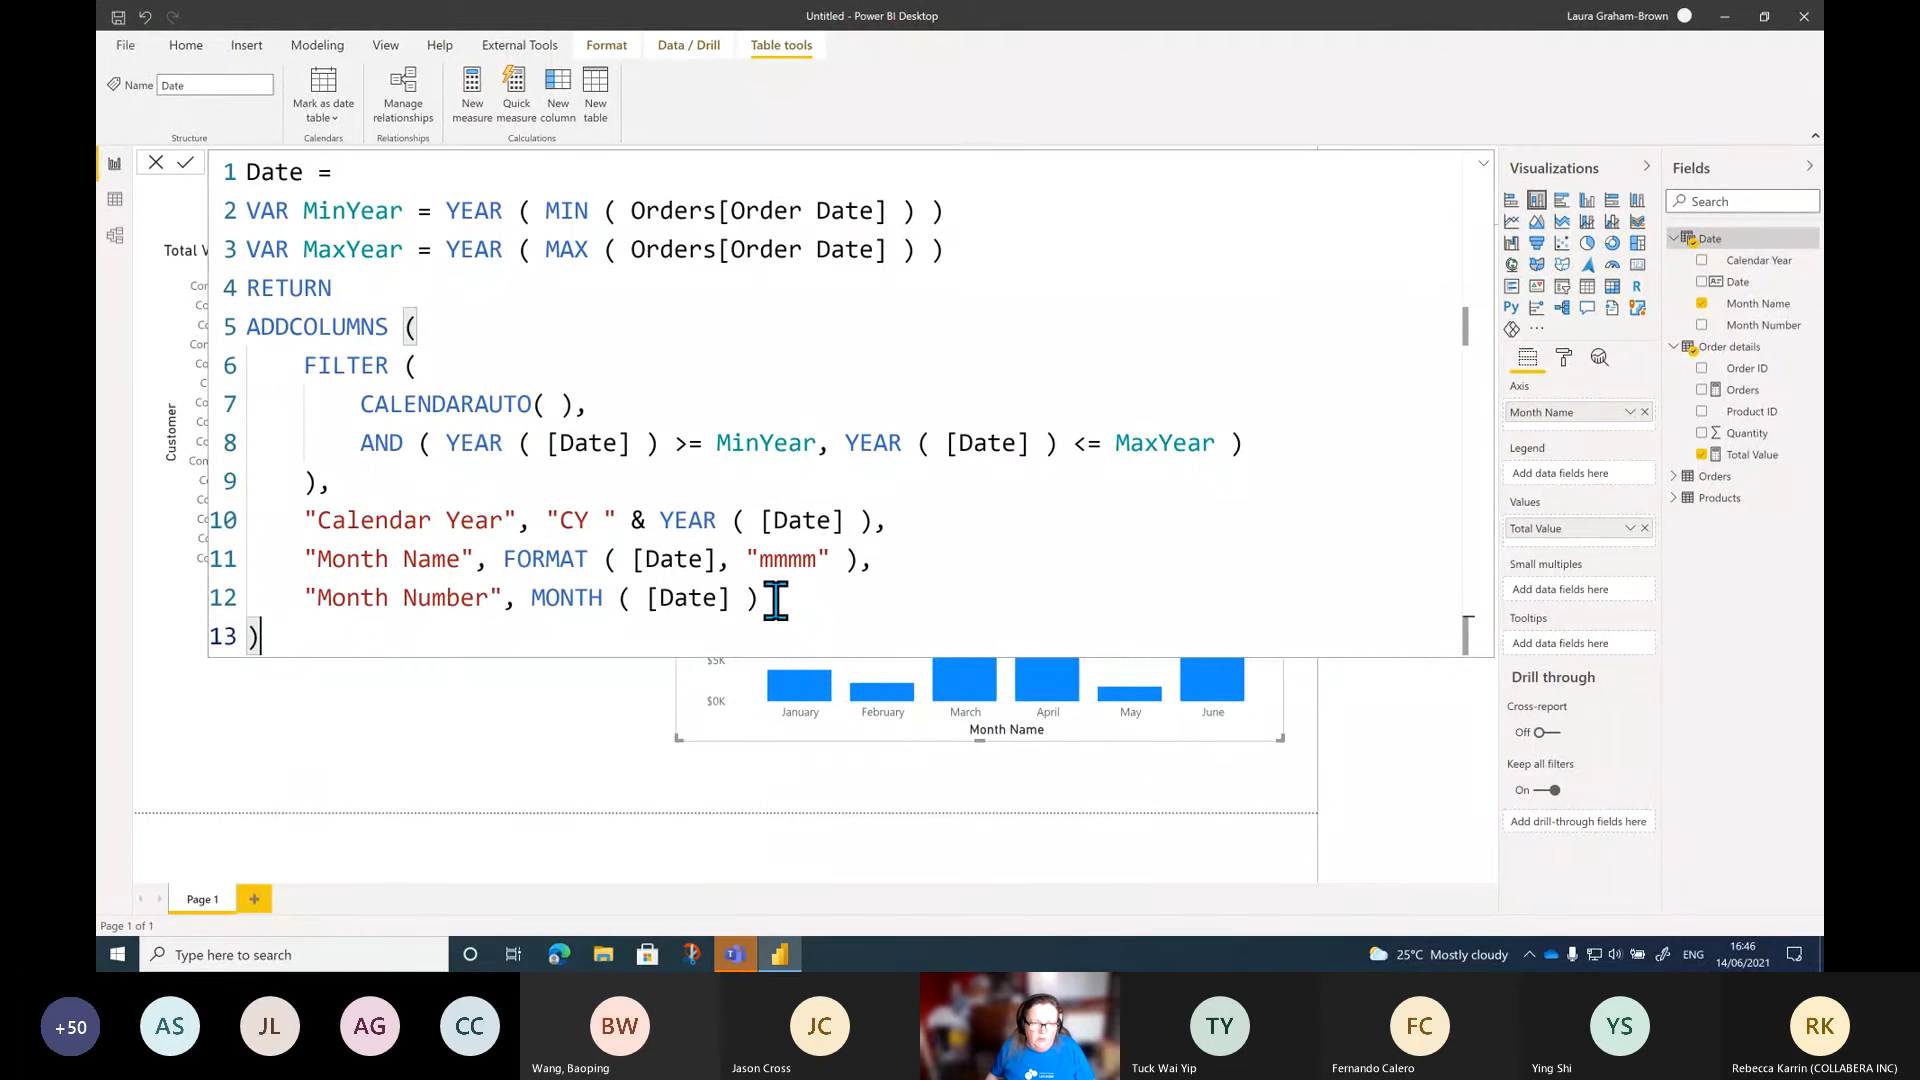 Untitled - Power BI Desktop
Laura Graham-Brown
File Home Insert Modeling View Help External Tools Format Data / Drill Table tools
Name Date
Mark as date table
Manage relationships
New measure
Quick measure
New column
New table
Structure
Calendars
Relationships
Calculations
1 Date =
2 VAR MinYear = YEAR ( MIN ( Orders[Order Date] ) )
3 VAR MaxYear = YEAR ( MAX ( Orders[Order Date] ) )
4 RETURN
5 ADDCOLUMNS (
6 FILTER (
7 CALENDARAUTO( ),
8 AND ( YEAR ( [Date] ) >= MinYear, YEAR ( [Date] ) <= MaxYear )
9 ),
10 "Calendar Year", "CY " & YEAR ( [Date] ),
11 "Month Name", FORMAT ( [Date], "mmmm" ),
12 "Month Number", MONTH ( [Date] )
13 )
Total V
Customer
$5K
$0K
January February March April May June
Month Name
Visualizations
Axis
Month Name
Legend
Add data fields here
Values
Total Value
Small multiples
Add data fields here
Tooltips
Add data fields here
Drill through
Cross-report
Off
Keep all filters
On
Add drill-through fields here
Fields
Search
Date
Calendar Year
Date
Month Name
Month Number
Order details
Order ID
Orders
Product ID
Quantity
Total Value
Orders
Products
Page 1
Page 1 of 1
Type here to search
25°C Mostly cloudy
ENG
16:46
14/06/2021
+50
AS
JL
AG
CC
BW
Wang, Baoping
JC
Jason Cross
TY
Tuck Wai Yip
FC
Fernando Calero
YS
Ying Shi
RK
Rebecca Karrin (COLLABERA INC)